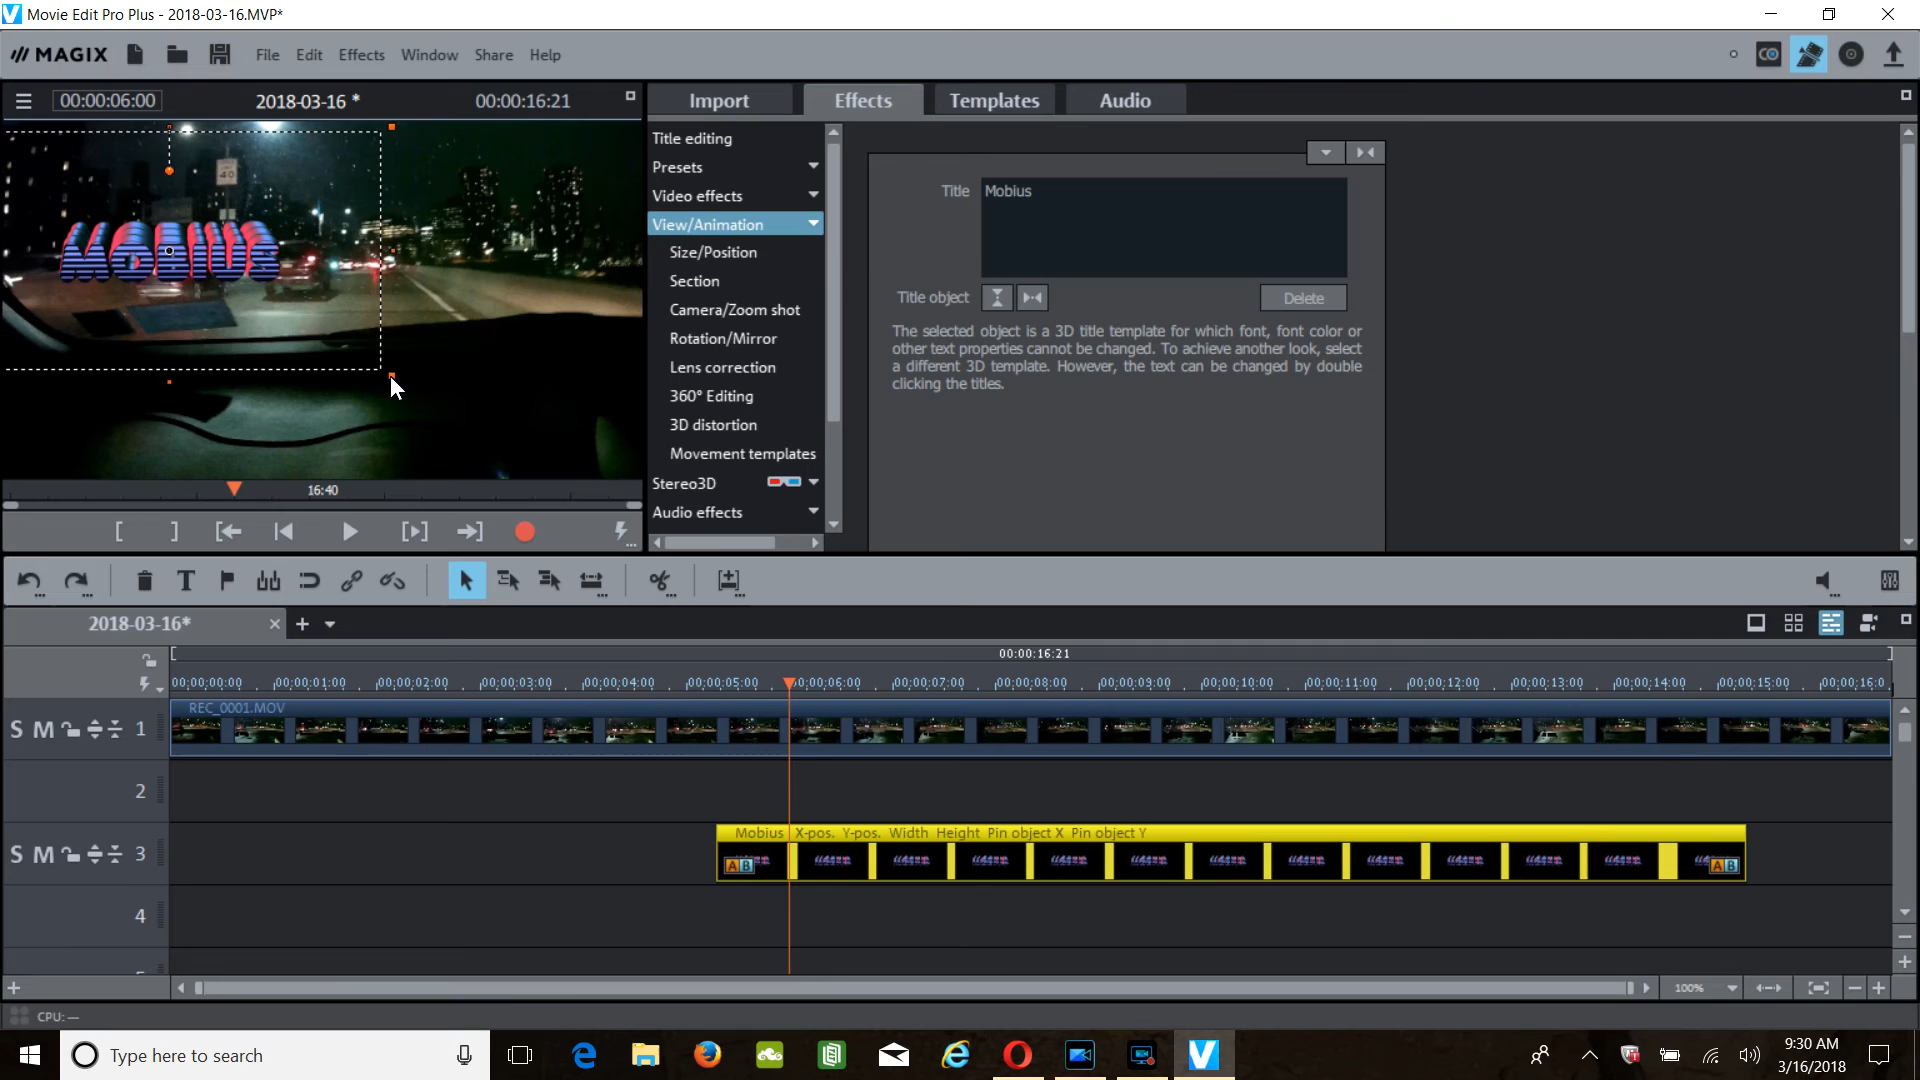 Movie Edit Pro Plus - 2018-03-16.MVP*
MAGIX File Edit Effects Window Share Help
00:00:06:00 2018-03-16 * 00:00:16:21
40
MOBIUS
16:40
Import Effects Templates Audio
Title editing
Presets
Video effects
View/Animation
Size/Position
Section
Camera/Zoom shot
Rotation/Mirror
Lens correction
360° Editing
3D distortion
Movement templates
Stereo3D
Audio effects
Title Mobius
Title object Delete
The selected object is a 3D title template for which font, font color or
other text properties cannot be changed. To achieve another look, select
a different 3D template. However, the text can be changed by double
clicking the titles.
2018-03-16*
00:00:16:21
00:00:00:00 00:00:01:00 00:00:02:00 00:00:03:00 00:00:04:00 00:00:05:00 00:00:06:00 00:00:07:00 00:00:08:00 00:00:09:00 00:00:10:00 00:00:11:00 00:00:12:00 00:00:13:00 00:00:14:00 00:00:15:00 00:00:16:0
REC_0001.MOV
S M 1
2
Mobius X-pos. Y-pos. Width Height Pin object X Pin object Y
S M 3
A B A B
4
100%
CPU: —
Type here to search
9:30 AM
3/16/2018